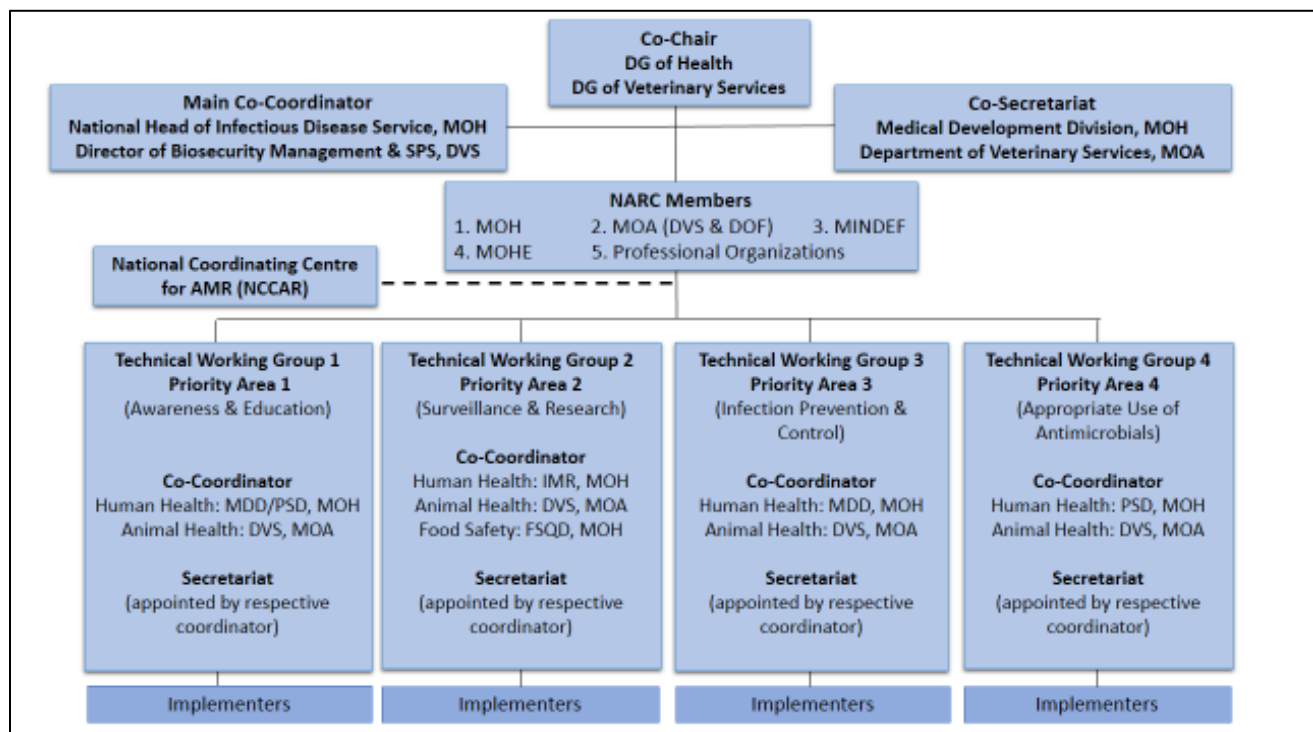 Co-Chair
DG of Health
DG of Veterinary Services
Main Co-Coordinator
National Head of Infectious Disease Service, MOH
Director of Biosecurity Management & SPS, DVS
Co-Secretariat
Medical Development Division, MOH
Department of Veterinary Services, MOA
NARC Members
1. MOH 2. MOA (DVS & DOF) 3. MINDEF
4. MOHE 5. Professional Organizations
National Coordinating Centre
for AMR (NCCAR)
Technical Working Group 1
Priority Area 1
(Awareness & Education)
Co-Coordinator
Human Health: MDD/PSD, MOH
Animal Health: DVS, MOA
Secretariat
(appointed by respective
coordinator)
Implementers
Technical Working Group 2
Priority Area 2
(Surveillance & Research)
Co-Coordinator
Human Health: IMR, MOH
Animal Health: DVS, MOA
Food Safety: FSQD, MOH
Secretariat
(appointed by respective
coordinator)
Implementers
Technical Working Group 3
Priority Area 3
(Infection Prevention &
Control)
Co-Coordinator
Human Health: MDD, MOH
Animal Health: DVS, MOA
Secretariat
(appointed by respective
coordinator)
Implementers
Technical Working Group 4
Priority Area 4
(Appropriate Use of
Antimicrobials)
Co-Coordinator
Human Health: PSD, MOH
Animal Health: DVS, MOA
Secretariat
(appointed by respective
coordinator)
Implementers